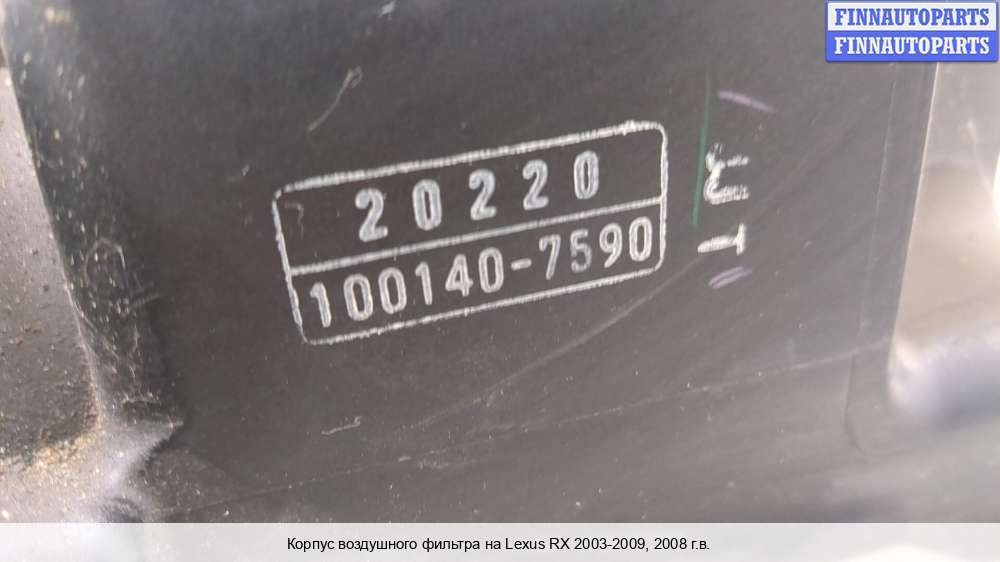 FINNAUTOPARTS
FINNAUTOPARTS
20220
100140-7590
Корпус воздушного фильтра на Lexus RX 2003-2009, 2008 г.в.